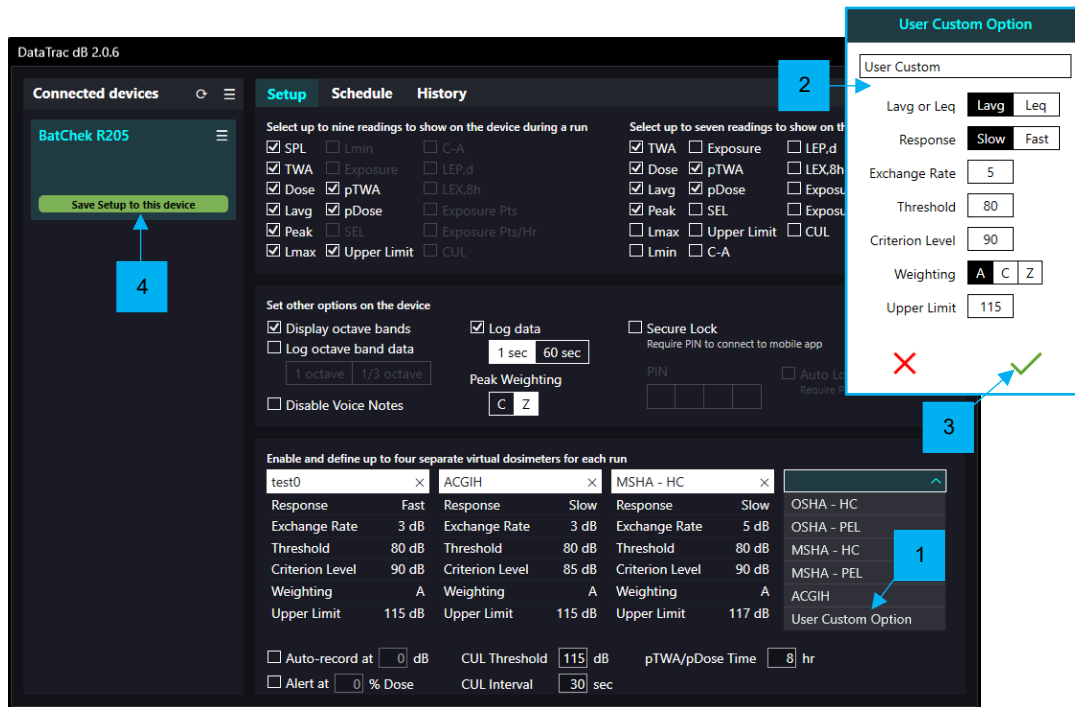 User Custom Option
DataTrac dB 2.0.6
User Custom
2
Lavg or Leq Lavg Leq
Response Slow Fast
Exchange Rate 5
Threshold 80
Criterion Level 90
Weighting A C Z
Upper Limit 115
3
Connected devices
BatChek R205
Save Setup to this device
4
Setup Schedule History
Select up to nine readings to show on the device during a run
SPL Lmin C-A
TWA Exposure LEP,d
Dose pTWA LEX,8h
Lavg pDose Exposure Pts
Peak SEL Exposure Pts/Hr
Lmax Upper Limit CUL
Select up to seven readings to show on th
TWA Exposure LEP,d
Dose pTWA LEX,8h
Lavg pDose Exposu
Peak SEL Exposu
Lmax Upper Limit CUL
Lmin C-A
Set other options on the device
Display octave bands
Log octave band data
1 octave 1/3 octave
Disable Voice Notes
Log data
1 sec 60 sec
Peak Weighting
C Z
Secure Lock
Require PIN to connect to mobile app
PIN
Auto Lo
Require P
Enable and define up to four separate virtual dosimeters for each run
test0 ACGIH MSHA - HC
Response Fast Response Slow Response Slow
Exchange Rate 3 dB Exchange Rate 3 dB Exchange Rate 5 dB
Threshold 80 dB Threshold 80 dB Threshold 80 dB
Criterion Level 90 dB Criterion Level 85 dB Criterion Level 90 dB
Weighting A Weighting A Weighting A
Upper Limit 115 dB Upper Limit 115 dB Upper Limit 117 dB
OSHA - HC
OSHA - PEL
MSHA - HC
MSHA - PEL
ACGIH
User Custom Option
1
Auto-record at 0 dB CUL Threshold 115 dB pTWA/pDose Time 8 hr
Alert at 0 % Dose CUL Interval 30 sec